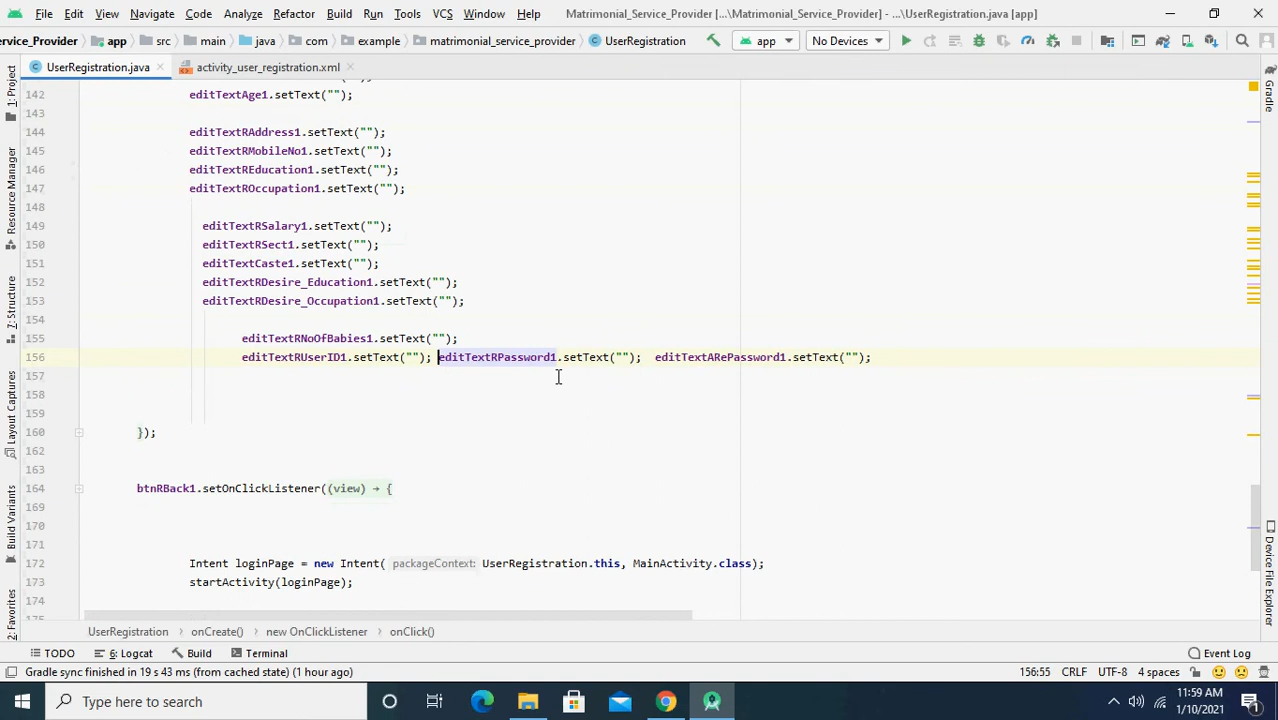 File Edit View Navigate Code Analyze Refactor Build Run Tools VCS Window Help Matrimonial_Service_Provider [...\Matrimonial_Service_Provider] - ...\UserRegistration.java [app]
ervice_Provider app src main java com example matrimonial_service_provider UserRegistration app No Devices
UserRegistration.java activity_user_registration.xml
142 editTextAge1.setText("");
143
144 editTextRAddress1.setText("");
145 editTextRMobileNo1.setText("");
146 editTextREducation1.setText("");
147 editTextROccupation1.setText("");
148
149 editTextRSalary1.setText("");
150 editTextRSect1.setText("");
151 editTextCaste1.setText("");
152 editTextRDesire_Education1.setText("");
153 editTextRDesire_Occupation1.setText("");
154
155 editTextRNoOfBabies1.setText("");
156 editTextRUserID1.setText(""); editTextRPassword1.setText(""); editTextARePassword1.setText("");
157
158
159
160 });
162
163
164 btnRBack1.setOnClickListener((view) → {
169
170
171
172 Intent loginPage = new Intent( packageContext: UserRegistration.this, MainActivity.class);
173 startActivity(loginPage);
174
175
1: Project
Resource Manager
7: Structure
Layout Captures
Build Variants
2: Favorites
Gradle
Device File Explorer
UserRegistration onCreate() new OnClickListener onClick()
TODO 6: Logcat Build Terminal Event Log
Gradle sync finished in 19 s 43 ms (from cached state) (1 hour ago) 156:55 CRLF UTF-8 4 spaces
Type here to search
11:59 AM
1/10/2021
1